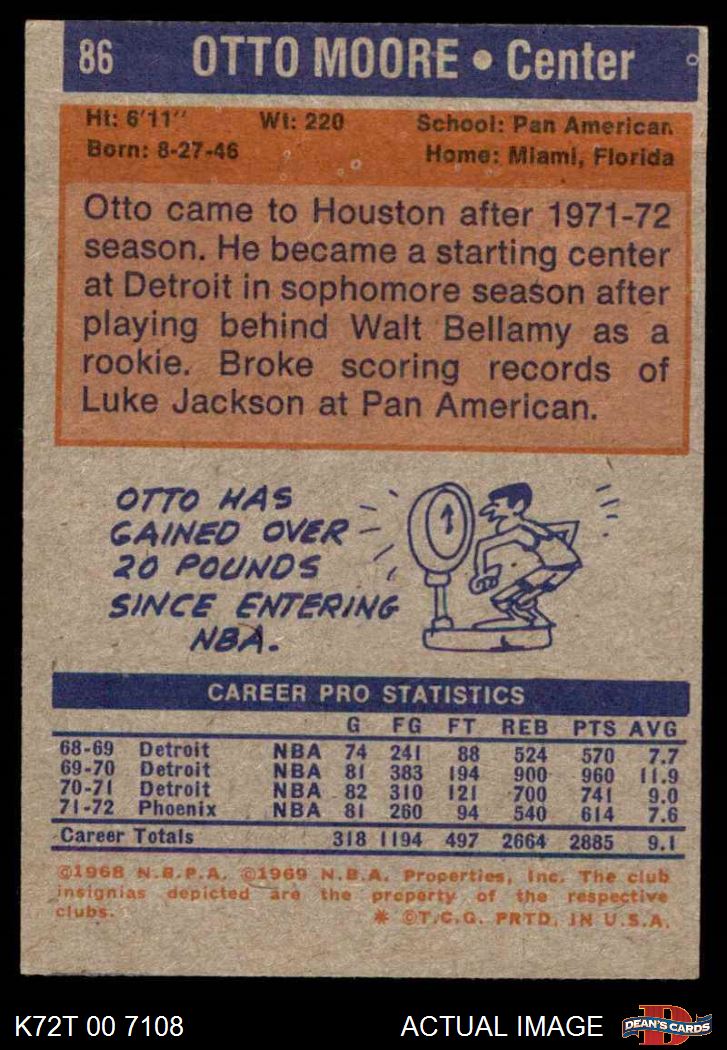 86 OTTO MOORE • Center
Ht: 6'11" Wt: 220 School: Pan American
Born: 8-27-46 Home: Miami, Florida
Otto came to Houston after 1971-72
season. He became a starting center
at Detroit in sophomore season after
playing behind Walt Bellamy as a
rookie. Broke scoring records of
Luke Jackson at Pan American.
OTTO HAS
GAINED OVER
20 POUNDS
SINCE ENTERING
NBA.
CAREER PRO STATISTICS
G FG FT REB PTS AVG
68-69 Detroit NBA 74 241 88 524 570 7.7
69-70 Detroit NBA 81 383 194 900 960 11.9
70-71 Detroit NBA 82 310 121 700 741 9.0
71-72 Phoenix NBA 81 260 94 540 614 7.6
Career Totals 318 1194 497 2664 2885 9.1
©1968 N.B.P.A. ©1969 N.B.A. Properties, Inc. The club
insignias depicted are the property of the respective
clubs. * ©T.C.G. PRTD. IN U.S.A.
K72T 00 7108 ACTUAL IMAGE D DEAN'S CARDS